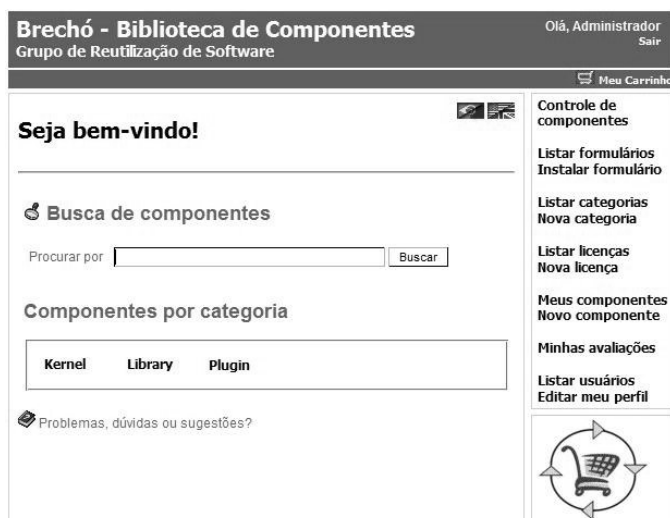 Brechó - Biblioteca de Componentes
Grupo de Reutilização de Software
Olá, Administrador
Sair
Meu Carrinho
Seja bem-vindo!
Busca de componentes
Procurar por
Buscar
Componentes por categoria
Kernel Library Plugin
Problemas, dúvidas ou sugestões?
Controle de
componentes
Listar formulários
Instalar formulário
Listar categorias
Nova categoria
Listar licenças
Nova licença
Meus componentes
Novo componente
Minhas avaliações
Listar usuários
Editar meu perfil